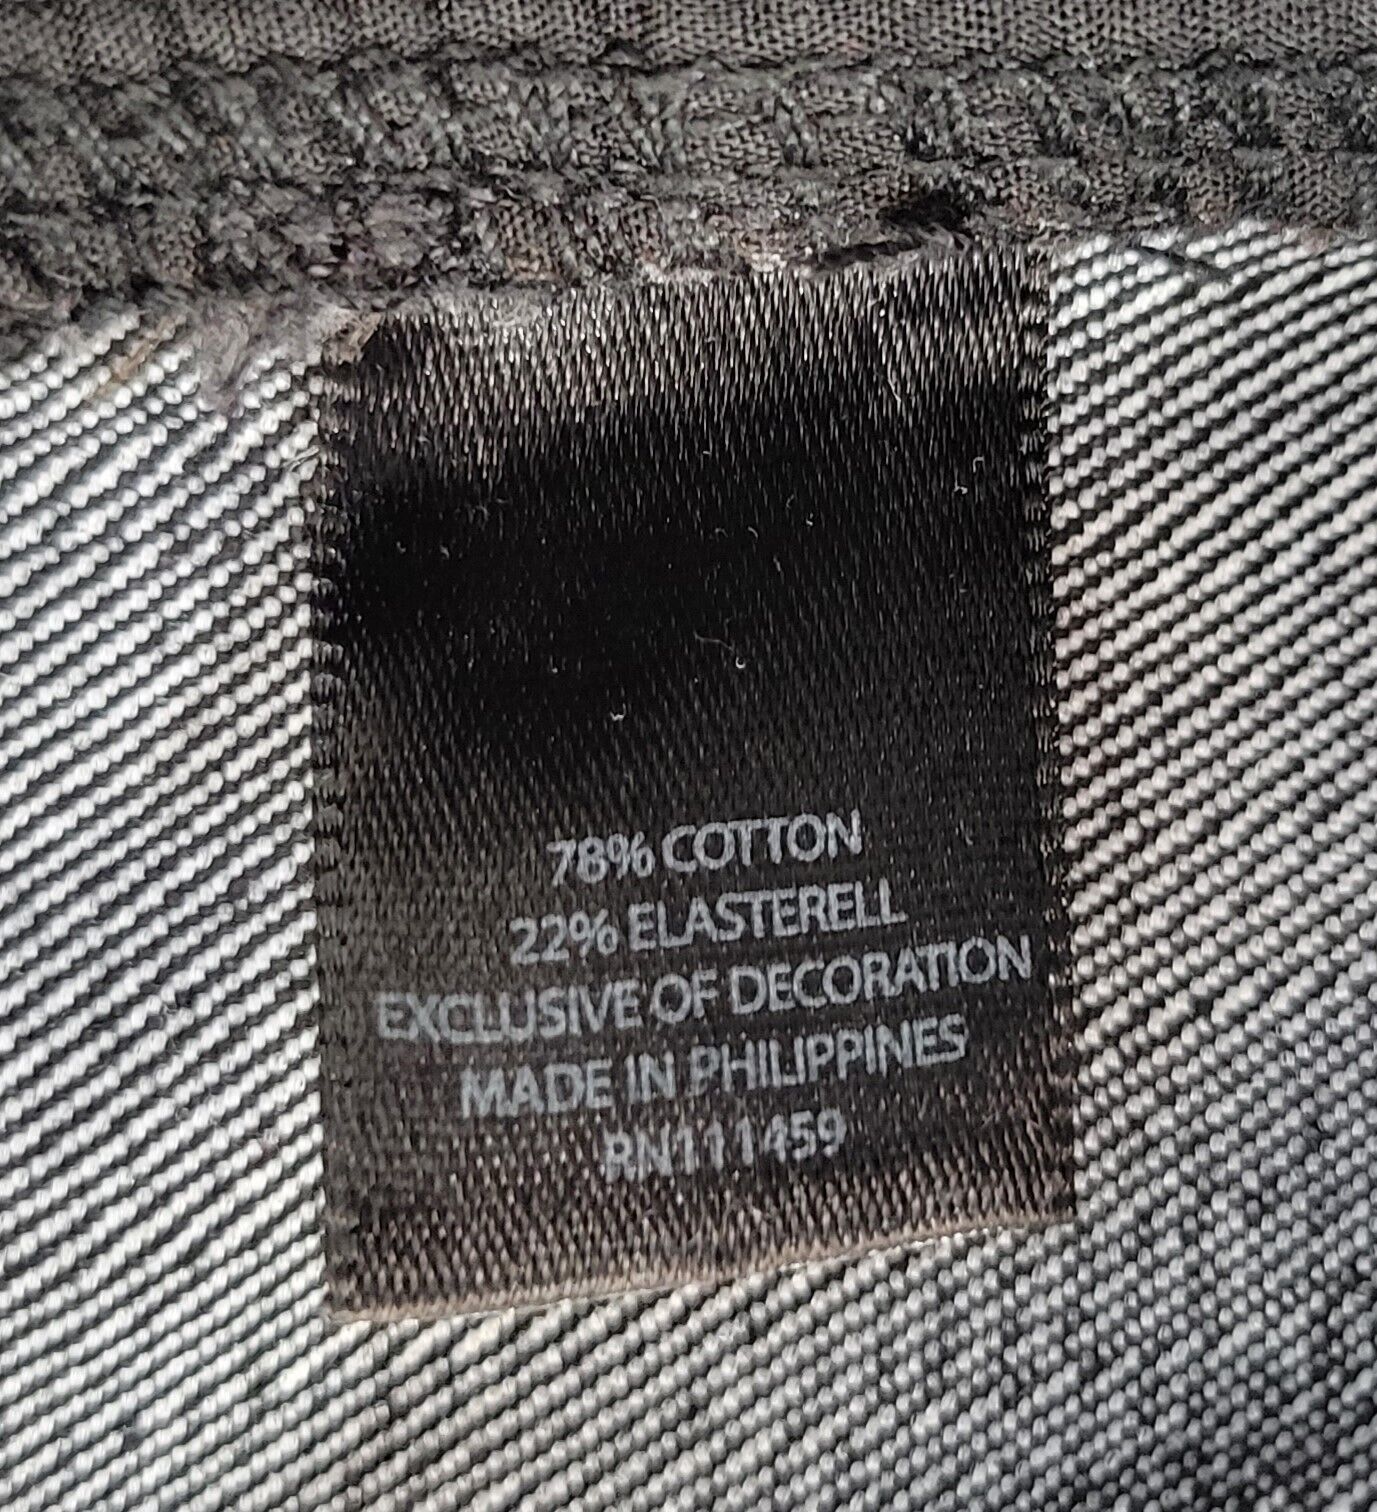 78% COTTON
22% ELASTERELL
EXCLUSIVE OF DECORATION
MADE IN PHILIPPINES
RN111459